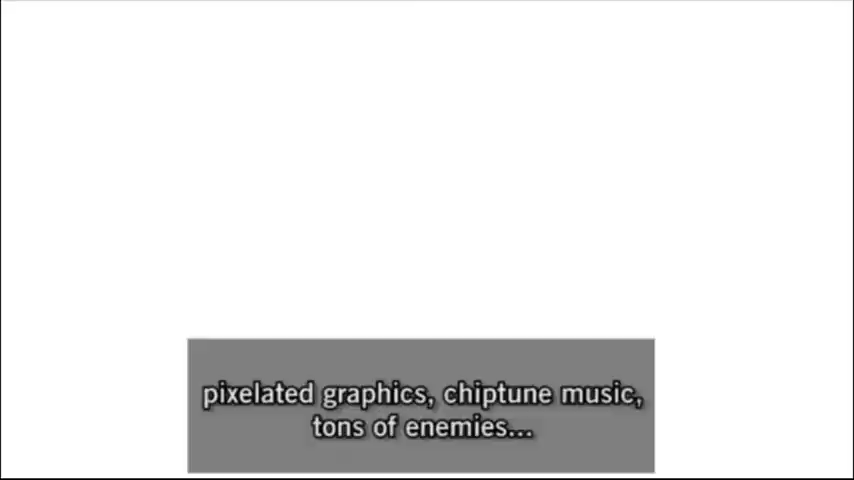 pixelated graphics, chiptune music,
tons of enemies...